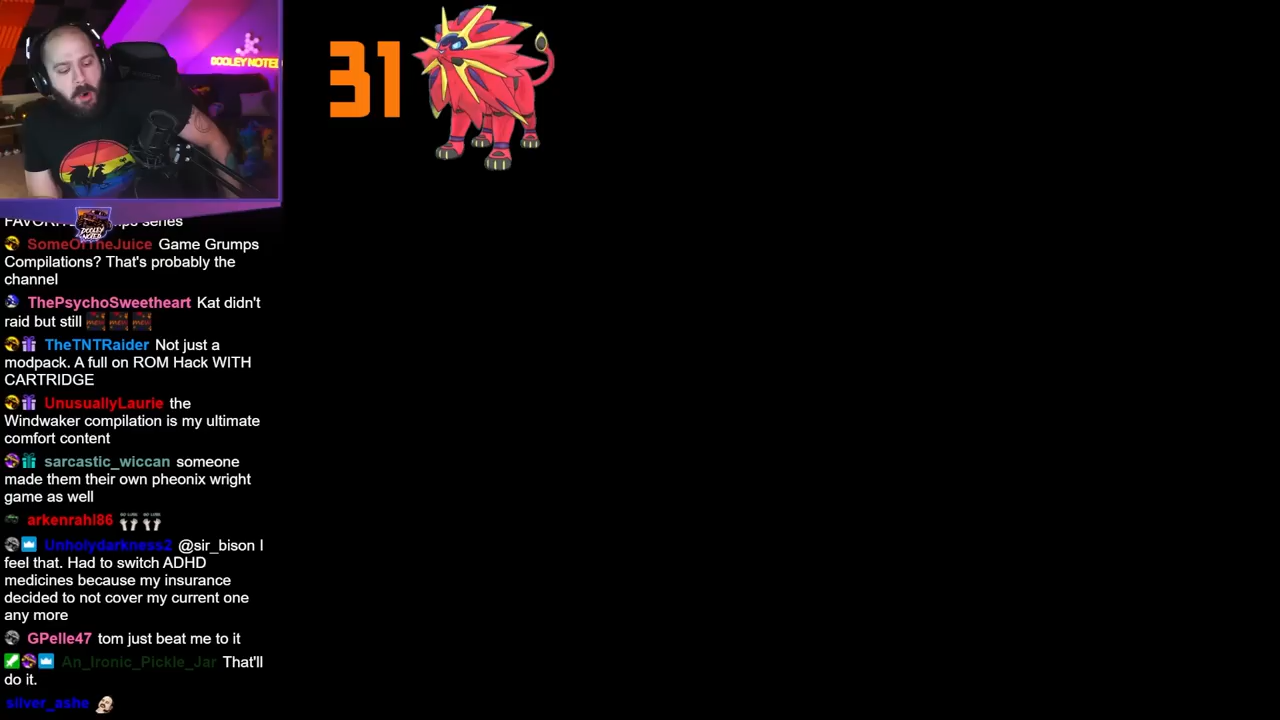 DOOLEY NOTED
31
DOOLEY
NOTED
SomeOfTheJuice Game Grumps
Compilations? That's probably the
channel
ThePsychoSweetheart Kat didn't
raid but still
TheTNTRaider Not just a
modpack. A full on ROM Hack WITH
CARTRIDGE
UnusuallyLaurie the
Windwaker compilation is my ultimate
comfort content
sarcastic_wiccan someone
made them their own pheonix wright
game as well
arkenrahl86
Unholydarkness2 @sir_bison I
feel that. Had to switch ADHD
medicines because my insurance
decided to not cover my current one
any more
GPelle47 tom just beat me to it
An_Ironic_Pickle_Jar That'll
do it.
silver_ashe